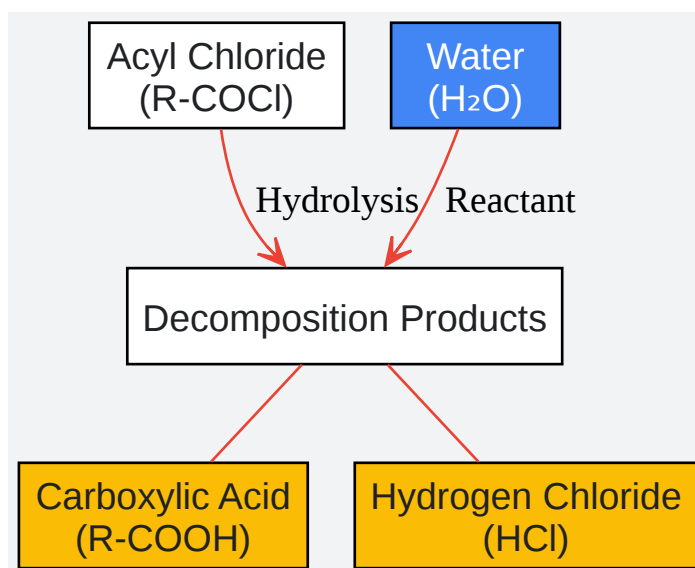 Acyl Chloride
(R-COCl)
Water
(H₂O)
Hydrolysis
Reactant
Decomposition Products
Carboxylic Acid
(R-COOH)
Hydrogen Chloride
(HCl)